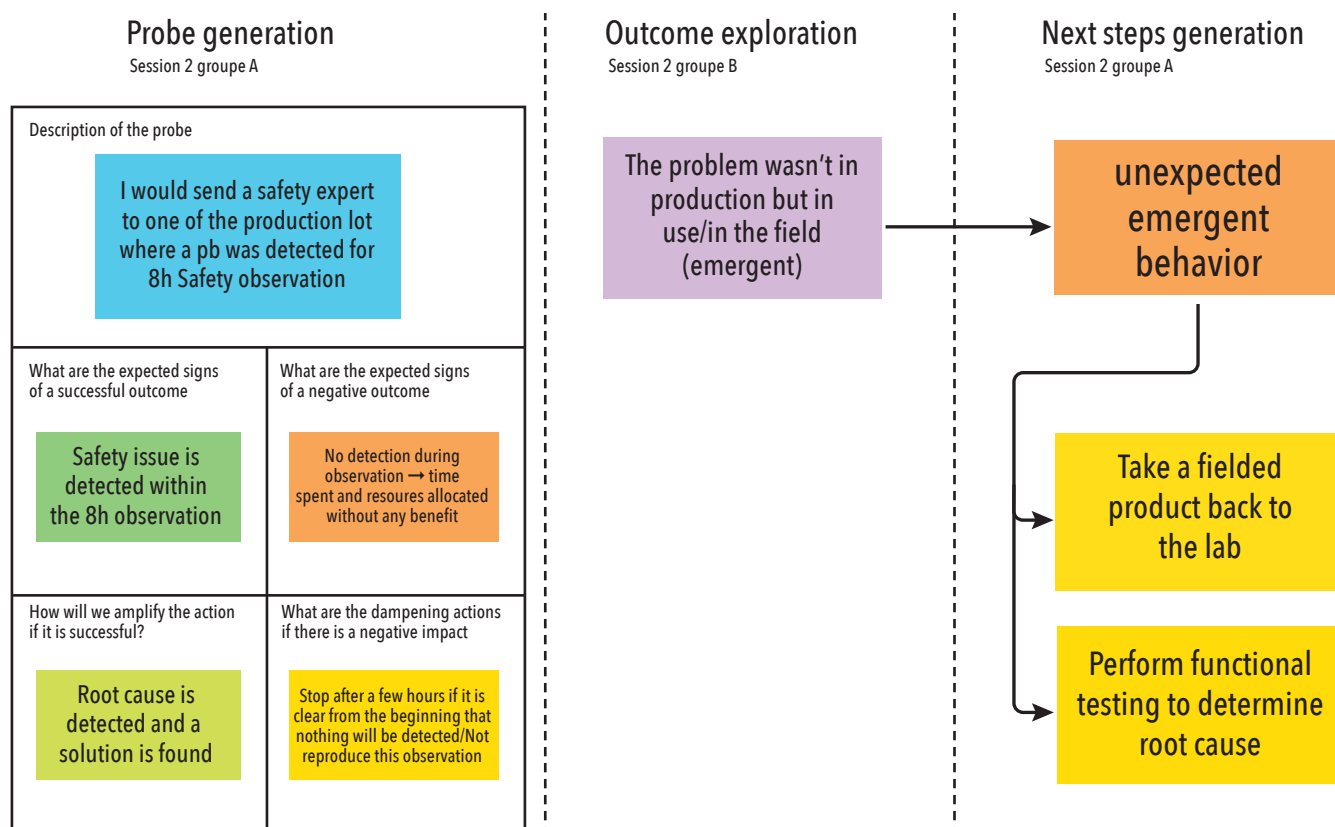 Probe generation
Session 2 groupe A
Description of the probe
I would send a safety expert
to one of the production lot
where a pb was detected for
8h Safety observation
What are the expected signs
of a successful outcome
Safety issue is
detected within
the 8h observation
What are the expected signs
of a negative outcome
No detection during
observation → time
spent and resoures allocated
without any benefit
How will we amplify the action
if it is successful?
Root cause is
detected and a
solution is found
What are the dampening actions
if there is a negative impact
Stop after a few hours if it is
clear from the beginning that
nothing will be detected/Not
reproduce this observation
Outcome exploration
Session 2 groupe B
The problem wasn't in
production but in
use/in the field
(emergent)
Next steps generation
Session 2 groupe A
unexpected
emergent
behavior
Take a fielded
product back to
the lab
Perform functional
testing to determine
root cause